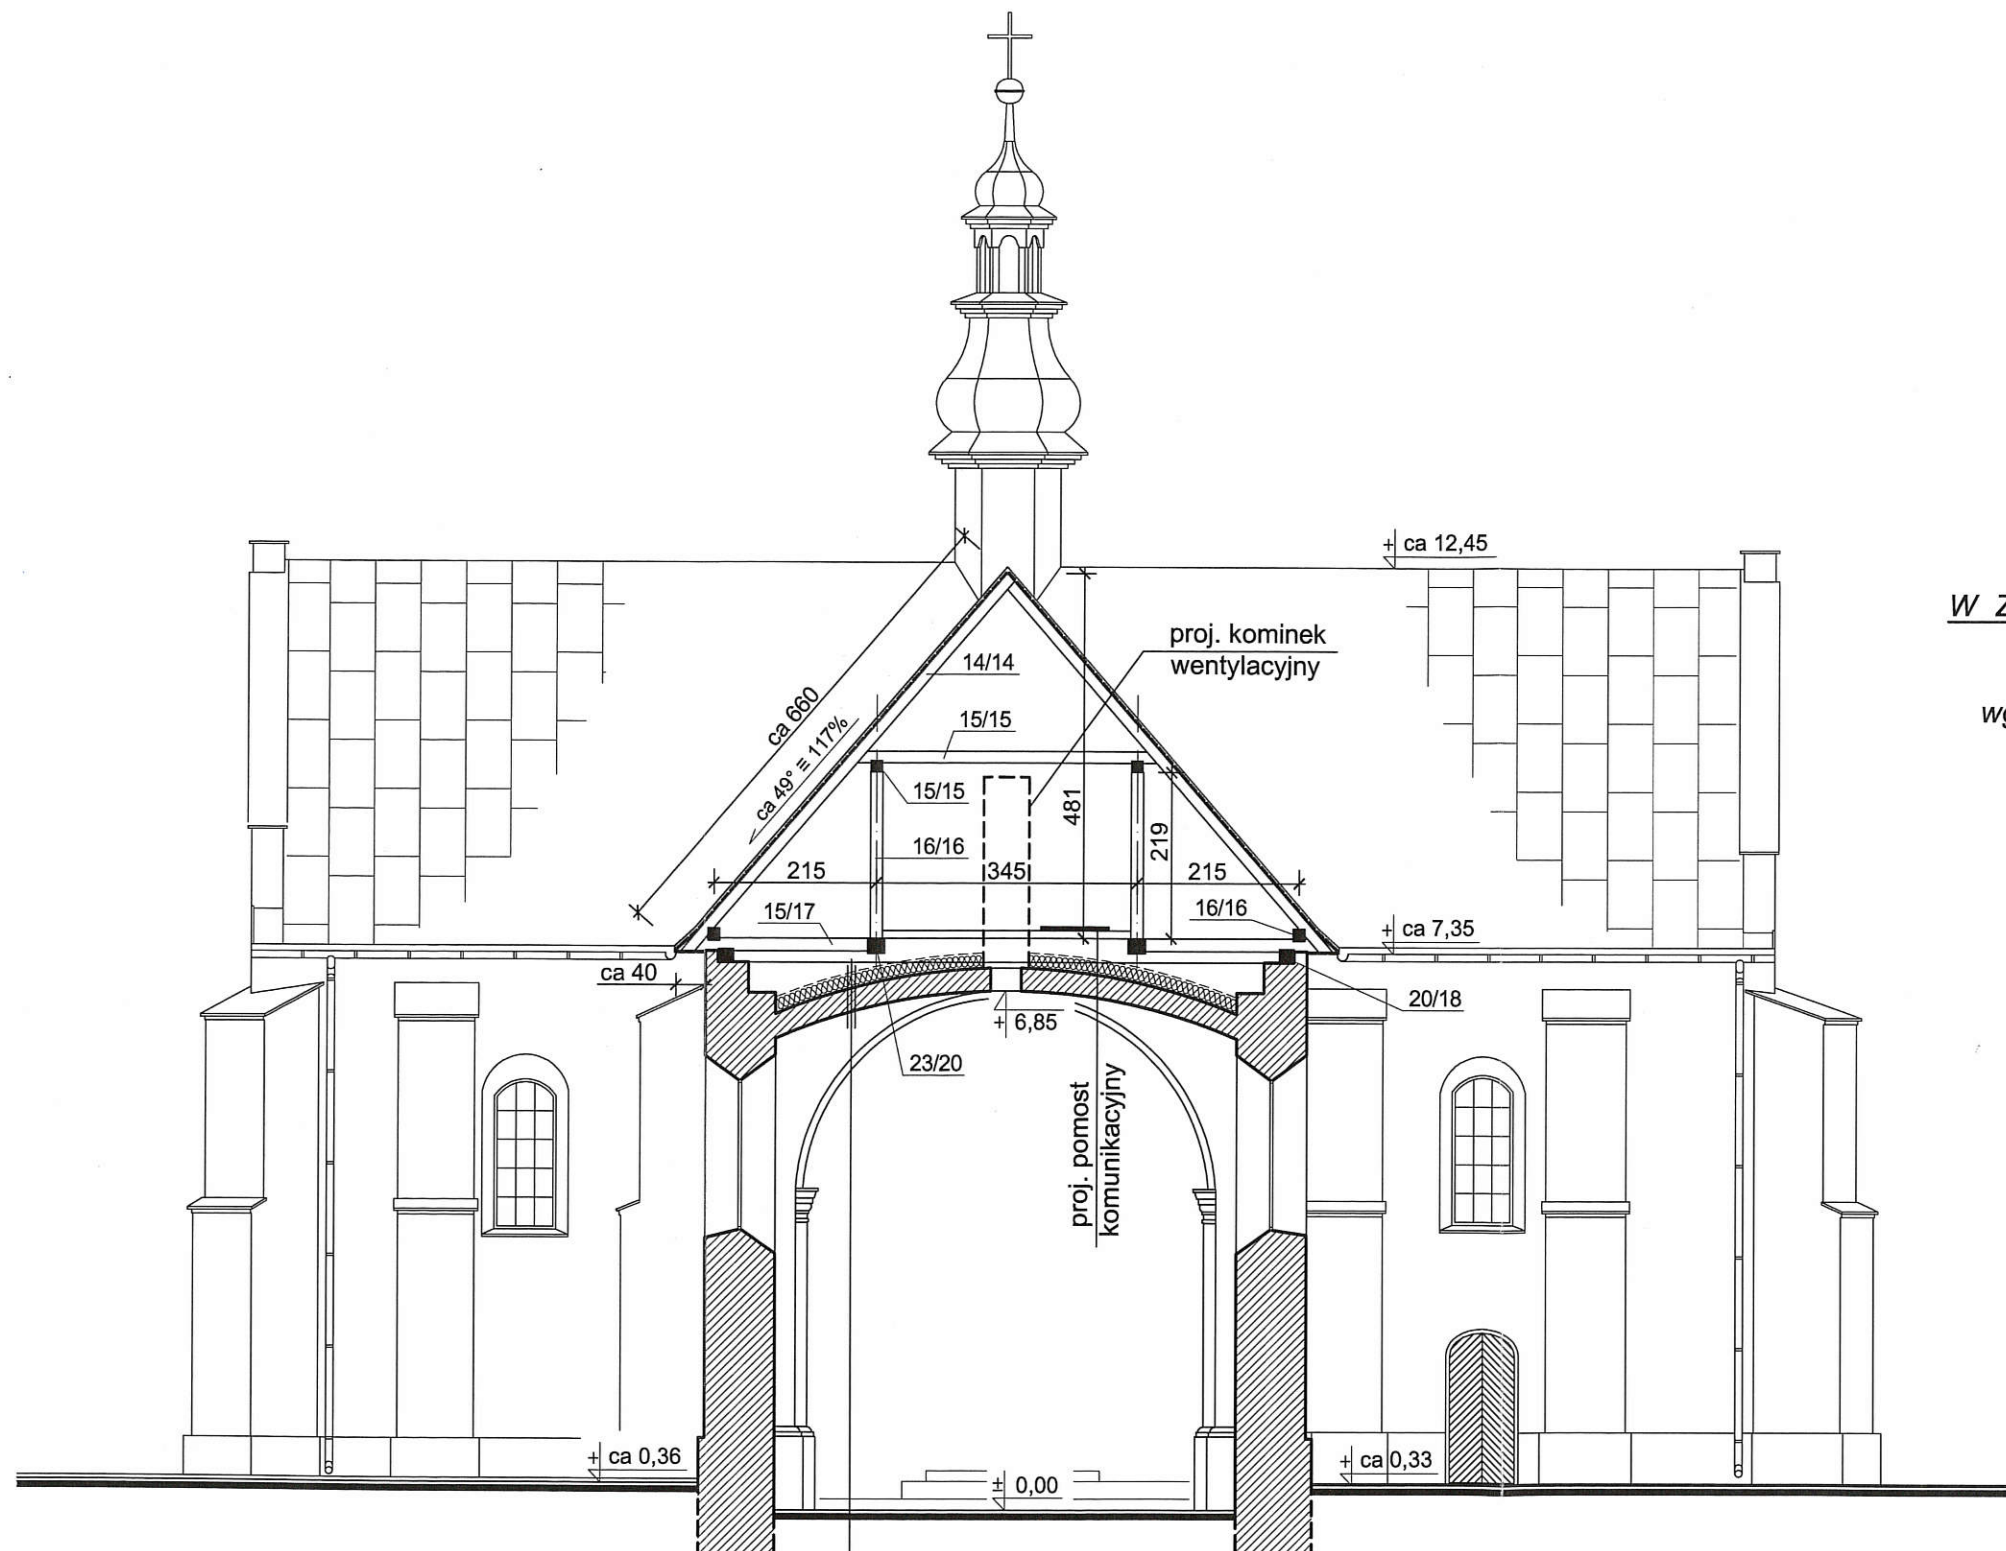 + ca 12,45
W
proj. kominek
wentylacyjny
14/14
ca 660
wg
15/15
ca 49° = 117%
15/15
481
219
16/16
215
345
215
15/17
16/16
+ ca 7,35
ca 40
20/18
+ 6,85
23/20
proj. pomost
komunikacyjny
+ ca 0,36
+ ca 0,33
± 0,00